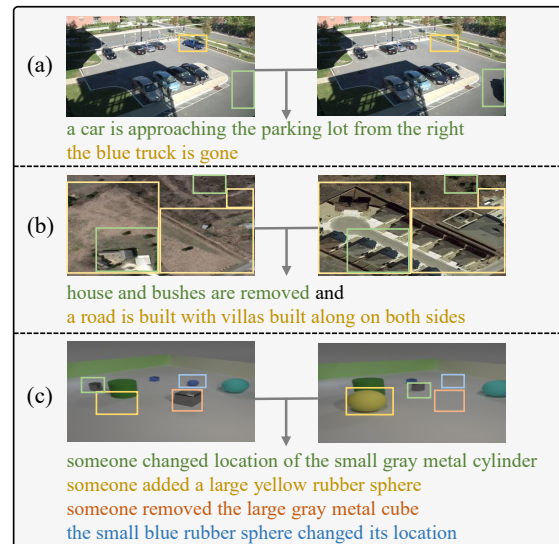 (a)
a car is approaching the parking lot from the right
the blue truck is gone
(b)
house and bushes are removed and
a road is built with villas built along on both sides
(c)
someone changed location of the small gray metal cylinder
someone added a large yellow rubber sphere
someone removed the large gray metal cube
the small blue rubber sphere changed its location